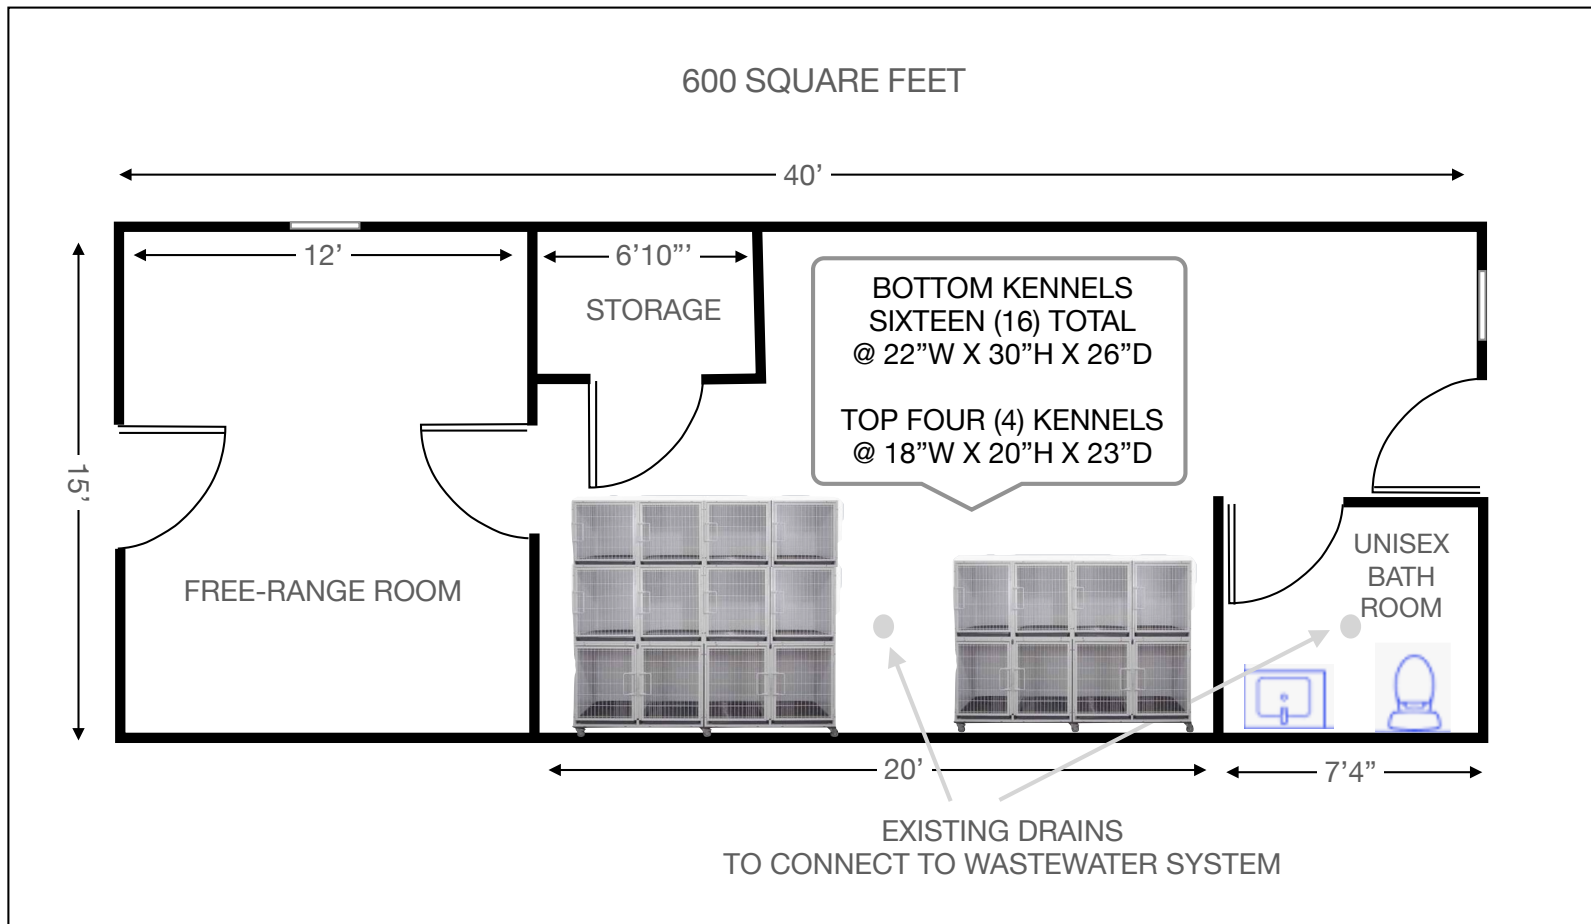 600 SQUARE FEET
40’
12’
6’10”’
STORAGE
BOTTOM KENNELS
SIXTEEN (16) TOTAL
@ 22”W X 30”H X 26”D
TOP FOUR (4) KENNELS
@ 18”W X 20”H X 23”D
15’
FREE-RANGE ROOM
UNISEX
BATH
ROOM
20’
7’4”
EXISTING DRAINS
TO CONNECT TO WASTEWATER SYSTEM